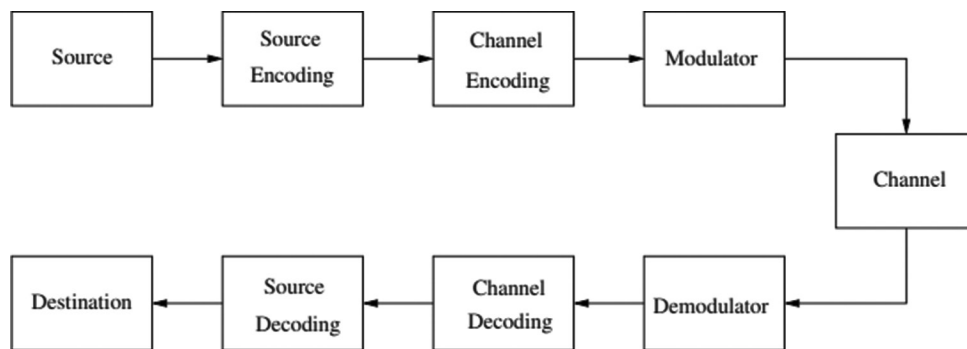 Source
Source
Encoding
Channel
Encoding
Modulator
Channel
Destination
Source
Decoding
Channel
Decoding
Demodulator